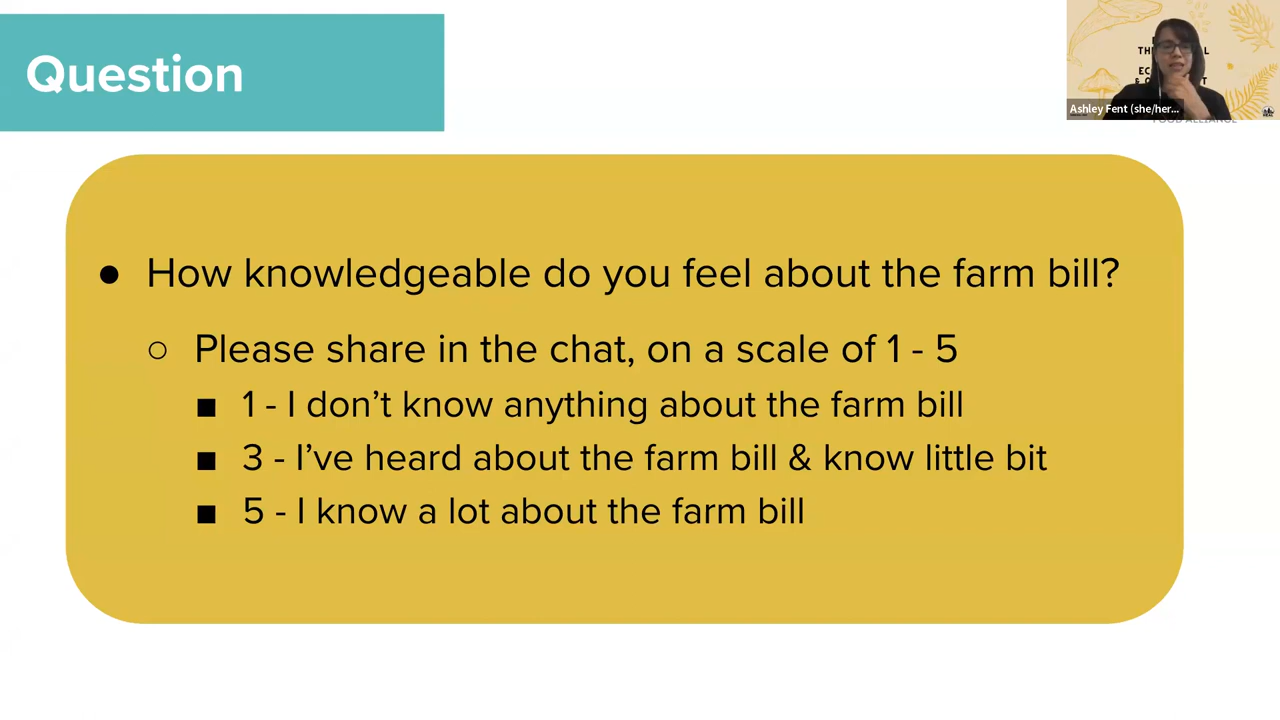 Question
Ashley Fent (she/her...
FOOD ALLIANCE
● How knowledgeable do you feel about the farm bill?
○ Please share in the chat, on a scale of 1 - 5
■ 1 - I don’t know anything about the farm bill
■ 3 - I’ve heard about the farm bill & know little bit
■ 5 - I know a lot about the farm bill